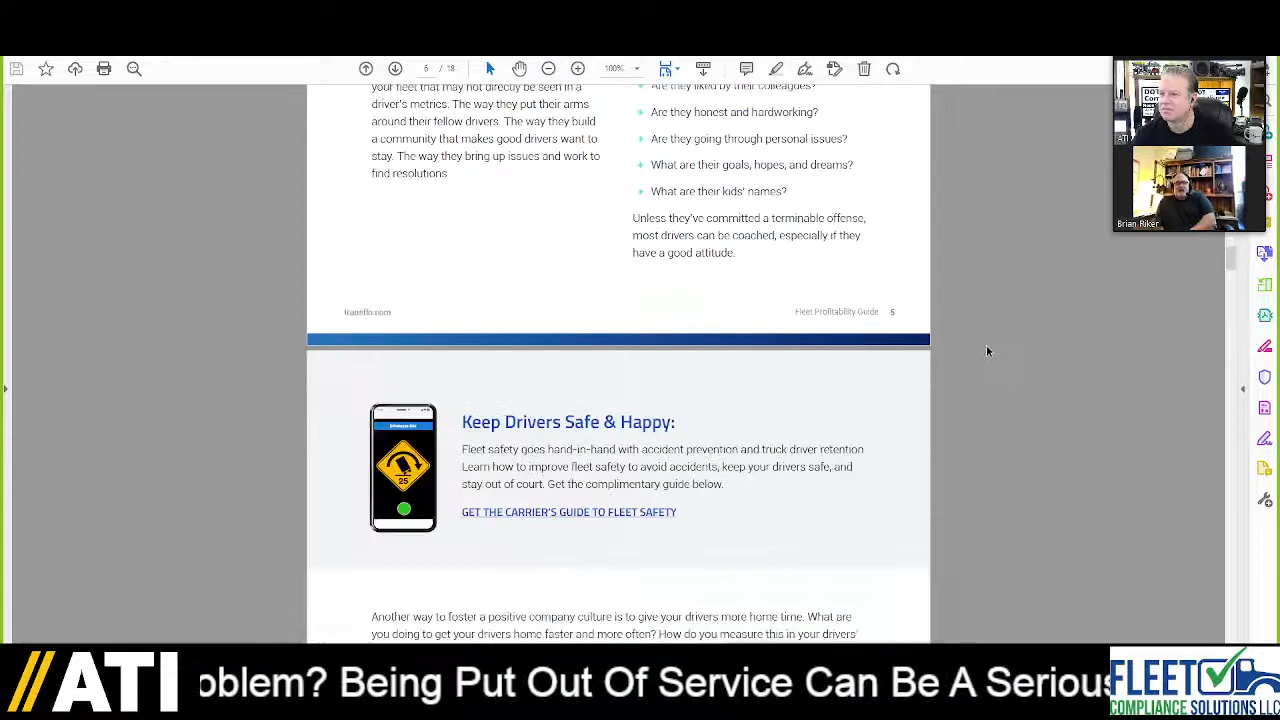 6 / 18
100%
your fleet that may not
seen in a
driver's metrics. The way they put their arms
around their fellow drivers. The way they build
a community that makes good drivers want to
stay. The way they bring up issues and work to
find resolutions
Are they liked by their colleagues?
Are they honest and hardworking?
Are they going through personal issues?
What are their goals, hopes, and dreams?
What are their kids' names?
Unless they've committed a terminable offense,
most drivers can be coached, especially if they
have a good attitude.
Fleet Profitability Guide 5
25
Keep Drivers Safe & Happy:
Fleet safety goes hand-in-hand with accident prevention and truck driver retention
Learn how to improve fleet safety to avoid accidents, keep your drivers safe, and
stay out of court. Get the complimentary guide below.
GET THE CARRIER'S GUIDE TO FLEET SAFETY
Another way to foster a positive company culture is to give your drivers more home time. What are
you doing to get your drivers home faster and more often? How do you measure this in your drivers'
ATI
Brian Riker
//ATI
oblem? Being Put Out Of Service Can Be A Serious
FLEET
COMPLIANCE SOLUTIONS LLC